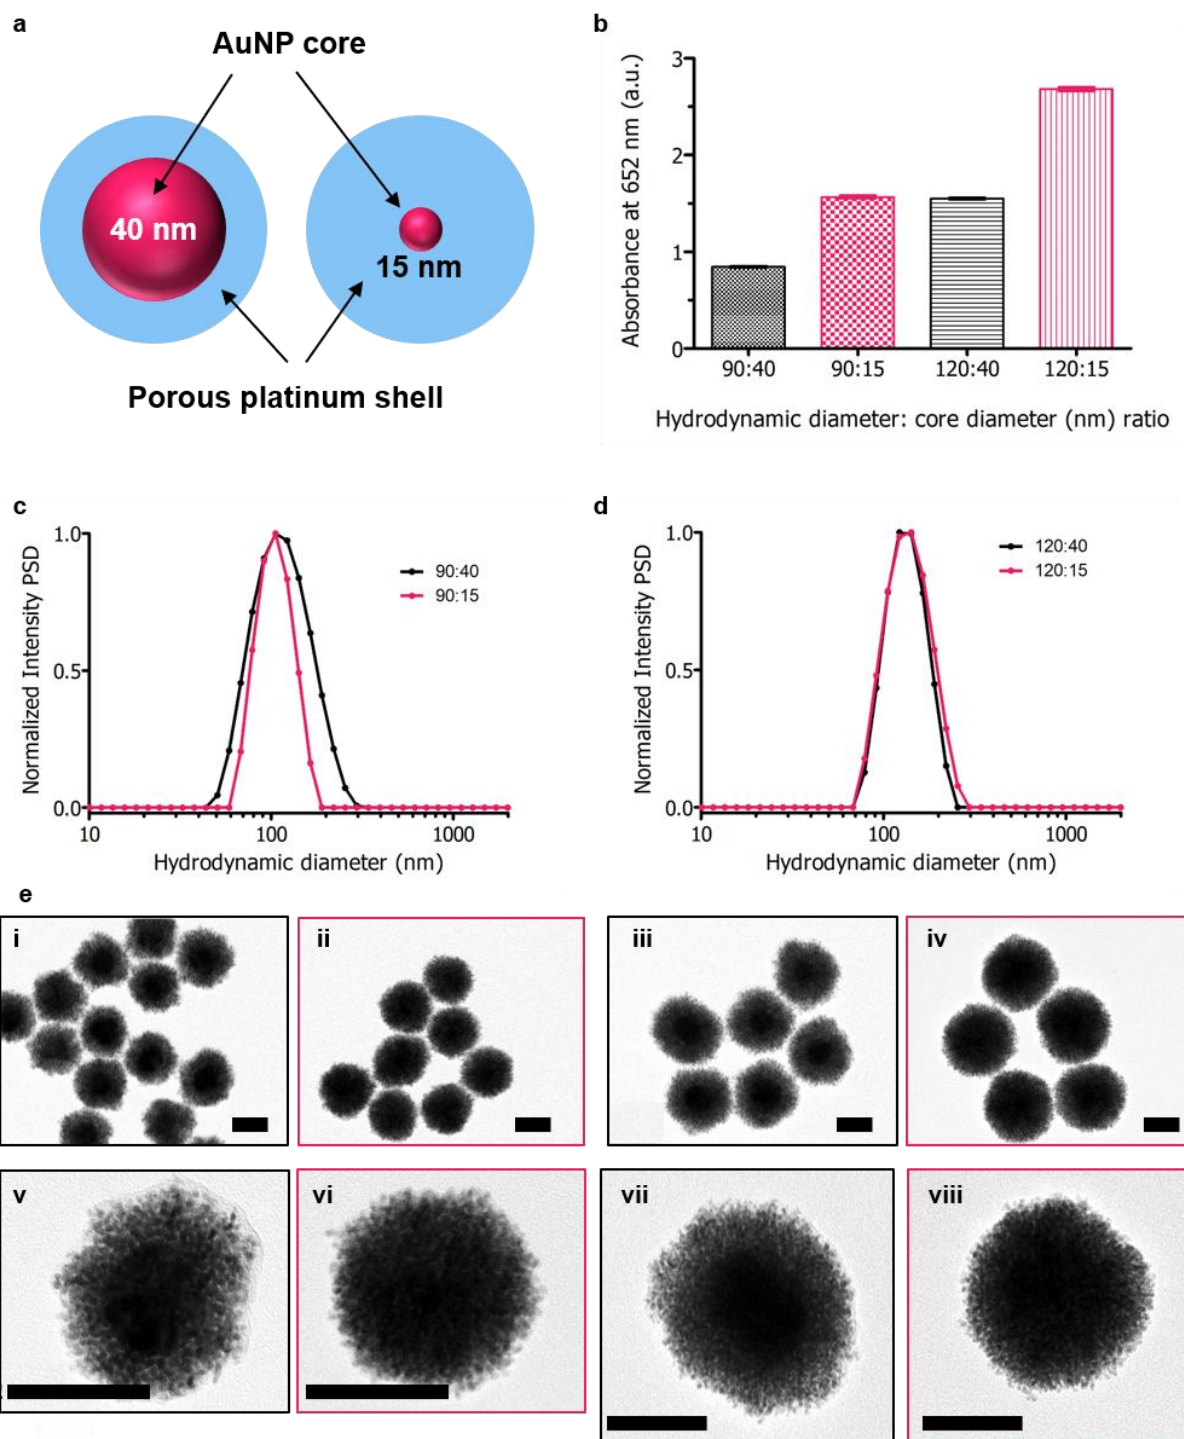 a
AuNP core
40 nm
15 nm
Porous platinum shell
b
Absorbance at 652 nm (a.u.)
3
2
1
0
90:40 90:15 120:40 120:15
Hydrodynamic diameter: core diameter (nm) ratio
c
Normalized Intensity PSD
1.0
0.5
0.0
10 100 1000
Hydrodynamic diameter (nm)
90:40
90:15
d
Normalized Intensity PSD
1.0
0.5
0.0
10 100 1000
Hydrodynamic diameter (nm)
120:40
120:15
e
i
ii
iii
iv
v
vi
vii
viii